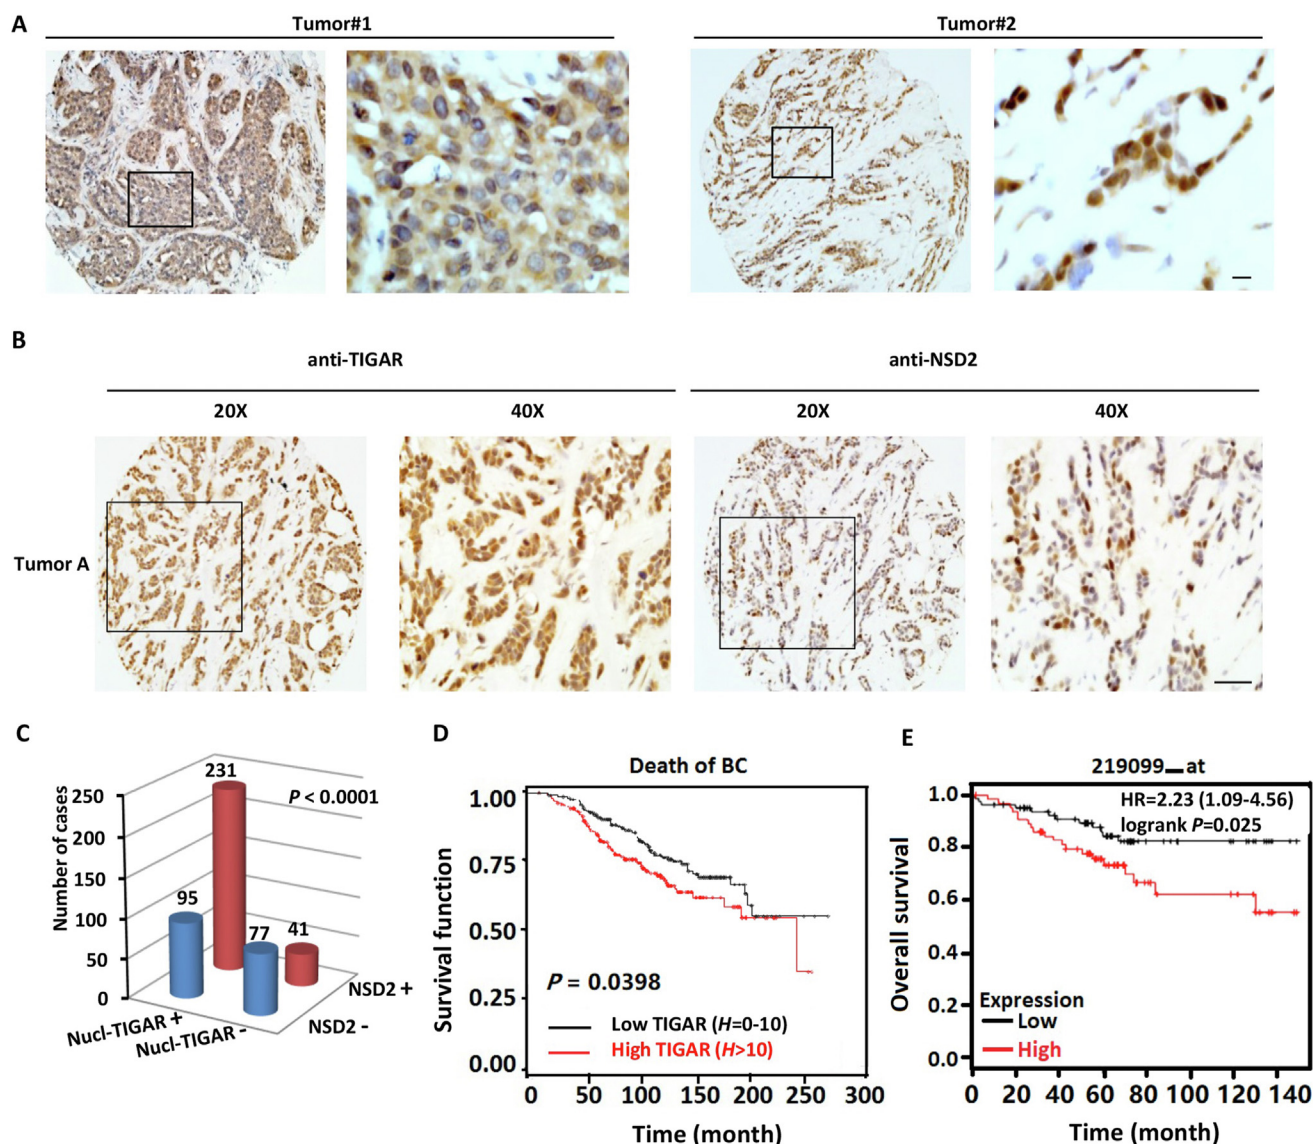 A
Tumor#1
Tumor#2
B
anti-TIGAR
anti-NSD2
20X
40X
20X
40X
Tumor A
C
Number of cases
250
200
150
100
50
0
231
P < 0.0001
95
77
41
Nucl-TIGAR +
Nucl-TIGAR -
NSD2 +
NSD2 -
D
Death of BC
Survival function
1.00
0.75
0.50
0.25
0.00
P = 0.0398
Low TIGAR (H=0-10)
High TIGAR (H>10)
0 50 100 150 200 250 300
Time (month)
E
219099_at
HR=2.23 (1.09-4.56)
logrank P=0.025
Overall survival
1.0
0.8
0.6
0.4
0.2
0.0
Expression
Low
High
0 20 40 60 80 100 120 140
Time (month)